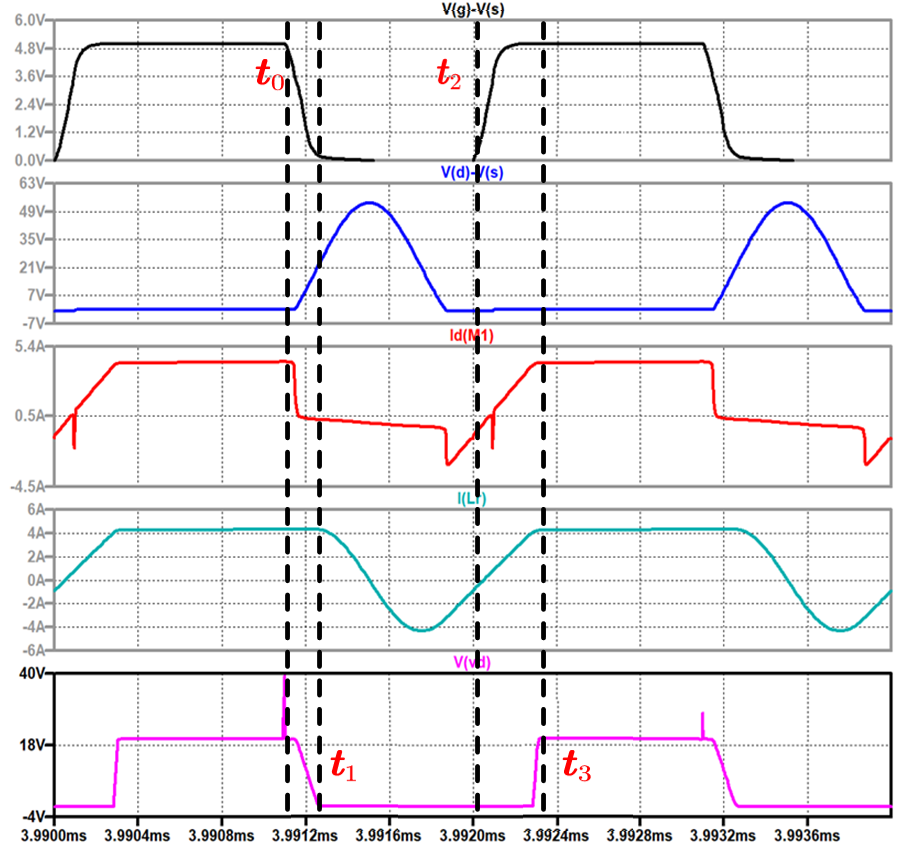 V(g)-V(s)
6.0V
4.8V
3.6V
2.4V
1.2V
0.0V
t0
t2
V(d)-V(s)
63V
49V
35V
21V
7V
-7V
Id(M1)
5.4A
0.5A
-4.5A
I(Lr)
6A
4A
2A
0A
-2A
-4A
-6A
V(vd)
40V
18V
-4V
t1
t3
3.9900ms 3.9904ms 3.9908ms 3.9912ms 3.9916ms 3.9920ms 3.9924ms 3.9928ms 3.9932ms 3.9936ms